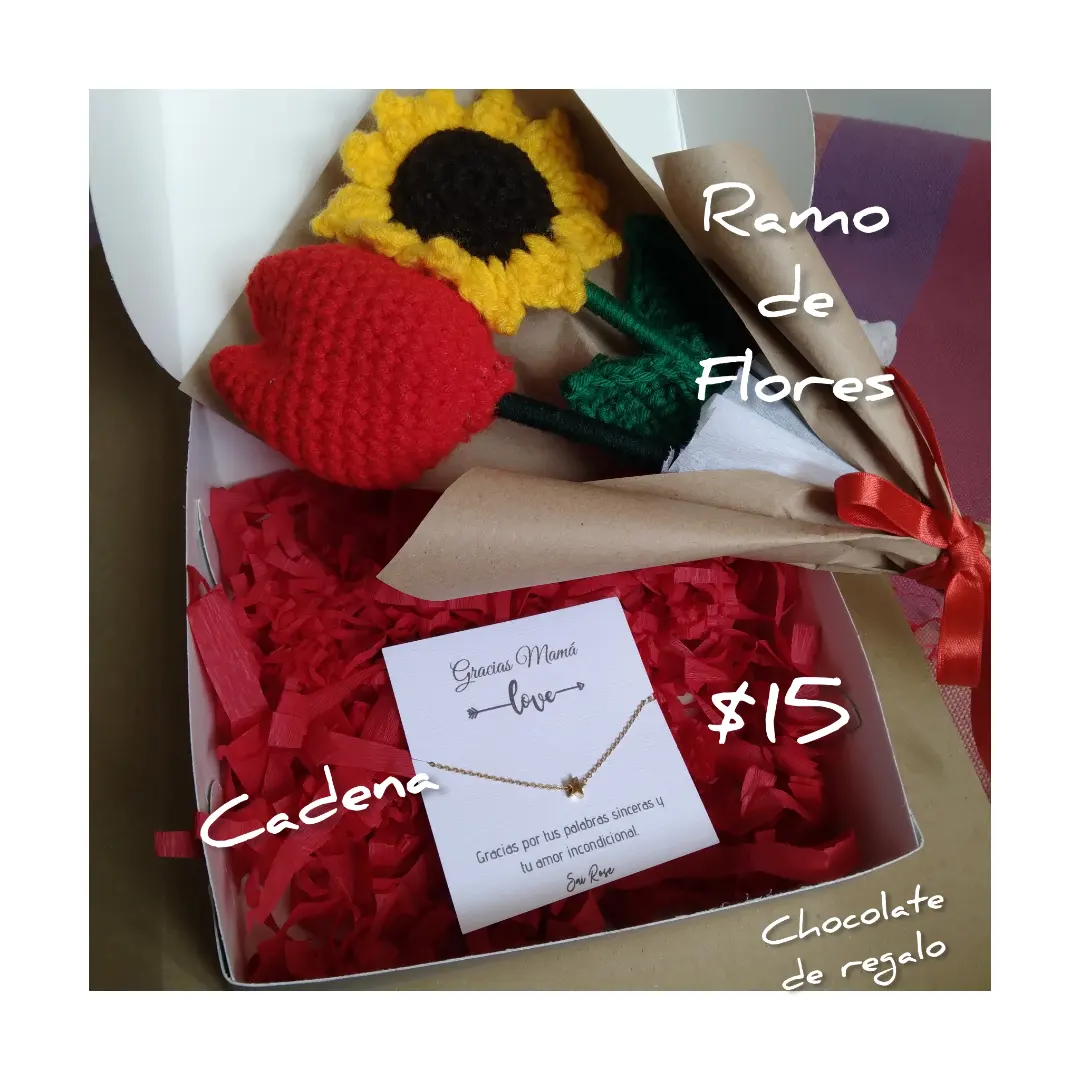 Ramo
de
Flores
Gracias Mamá
love
$15
Cadena
Gracias por tus palabras sinceras y
tu amor incondicional.
Sai Rose
Chocolate
de regalo